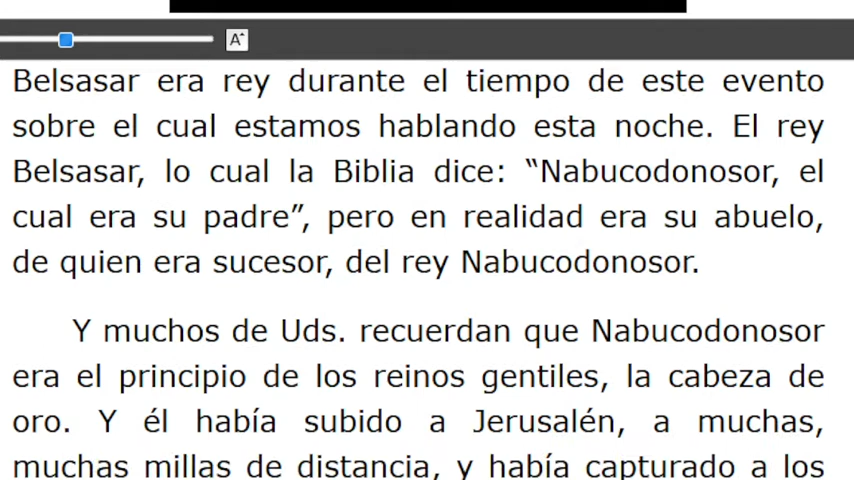 A
Belsasar era rey durante el tiempo de este evento
sobre el cual estamos hablando esta noche. El rey
Belsasar, lo cual la Biblia dice: “Nabucodonosor, el
cual era su padre”, pero en realidad era su abuelo,
de quien era sucesor, del rey Nabucodonosor.
Y muchos de Uds. recuerdan que Nabucodonosor
era el principio de los reinos gentiles, la cabeza de
oro. Y él había subido a Jerusalén, a muchas,
muchas millas de distancia, y había capturado a los